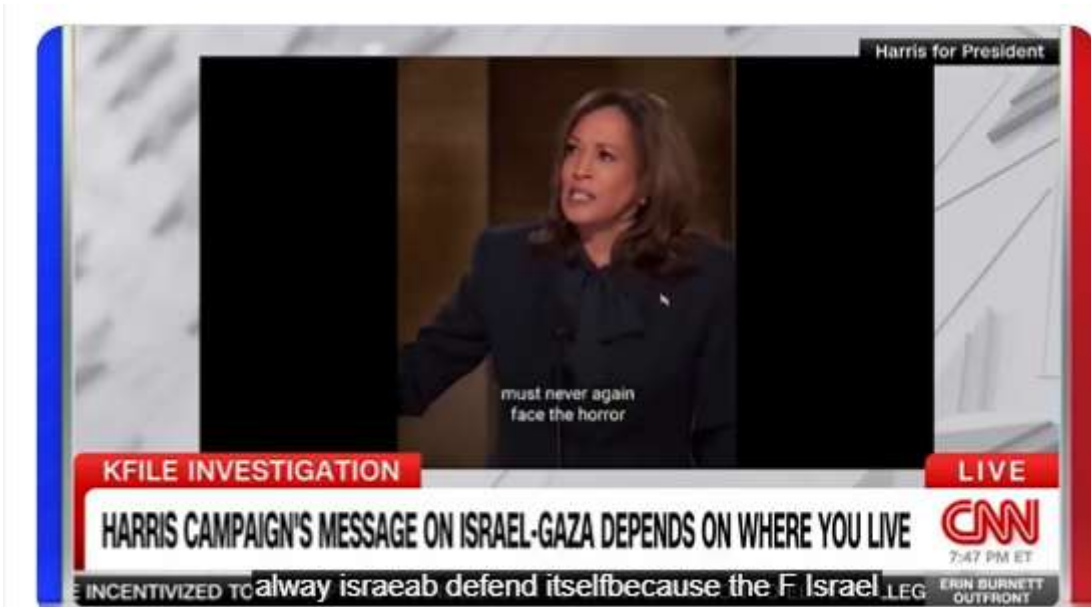 Harris for President
must never again
face the horror
KFILE INVESTIGATION
LIVE
HARRIS CAMPAIGN'S MESSAGE ON ISRAEL-GAZA DEPENDS ON WHERE YOU LIVE
CNN
7:47 PM ET
E INCENTIVIZED TO
alway israeab defend itselfbecause the F Israel
LEG
ERIN BURNETT
OUTFRONT